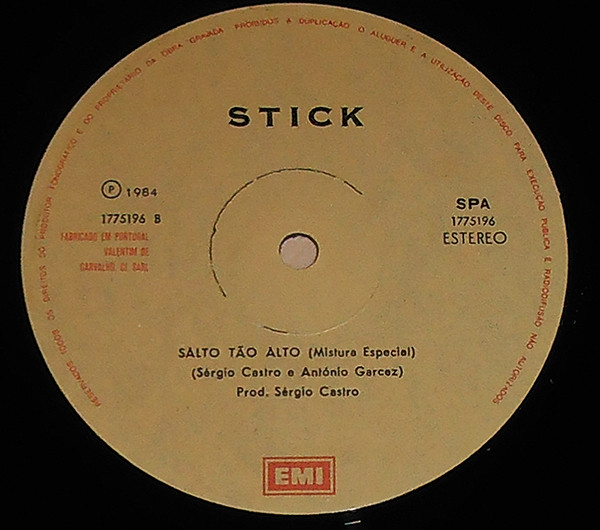 RESERVADOS TODOS OS DIREITOS DO PRODUTOR FONOGRÁFICO E DO PROPRIETÁRIO DA OBRA GRAVADA PROIBIDOS A DUPLICAÇÃO O ALUGUER E A UTILIZAÇÃO DESTE DISCO PARA EXECUÇÃO PÚBLICA E RADIODIFUSÃO NÃO AUTORIZADOS
STICK
Ⓟ 1984
1775196 B
FABRICADO EM PORTUGAL
VALENTIM DE
CARVALHO, CI SARL
SPA
1775196
ESTEREO
SALTO TÃO ALTO (Mistura Especial)
(Sérgio Castro e António Garcez)
Prod. Sérgio Castro
EMI